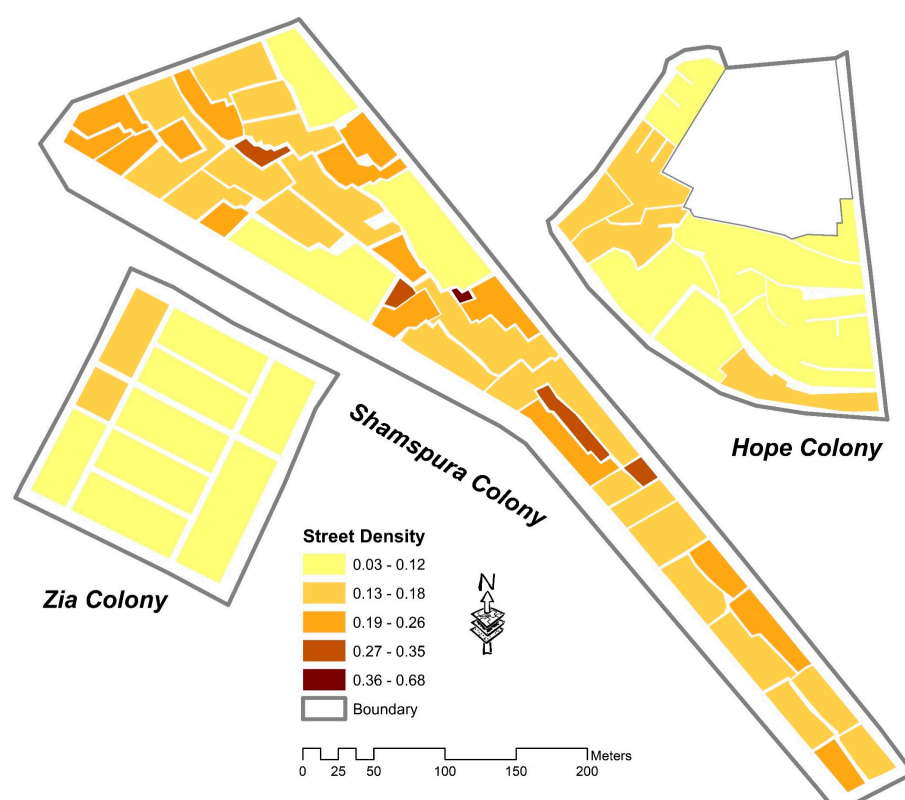 Hope Colony
Shamspura Colony
Zia Colony
Street Density
0.03 - 0.12
0.13 - 0.18
0.19 - 0.26
0.27 - 0.35
0.36 - 0.68
Boundary
N
Meters
0 25 50 100 150 200